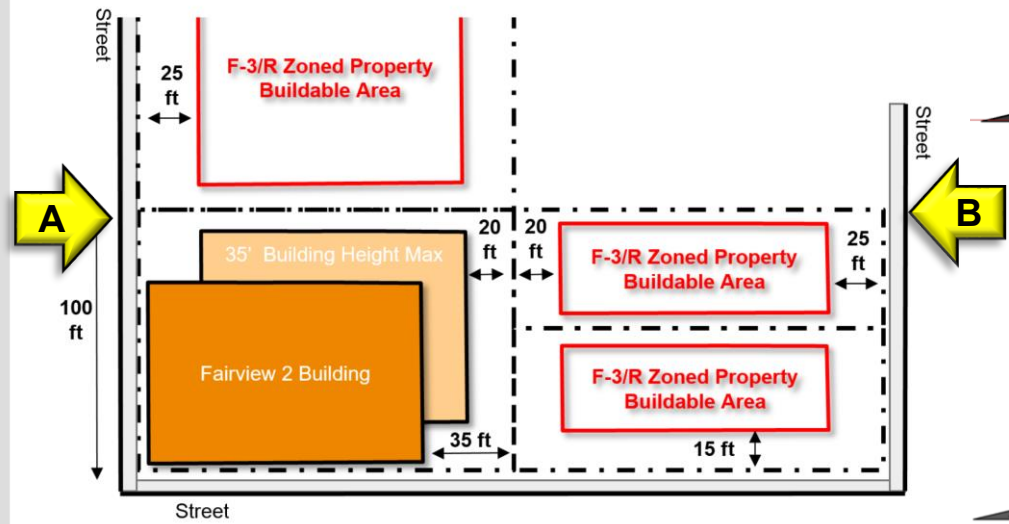 Street
25
ft
F-3/R Zoned Property
Buildable Area
Street
A
B
20
ft
20
ft
35' Building Height Max
F-3/R Zoned Property
Buildable Area
25
ft
100
ft
Fairview 2 Building
F-3/R Zoned Property
Buildable Area
35 ft
15 ft
Street